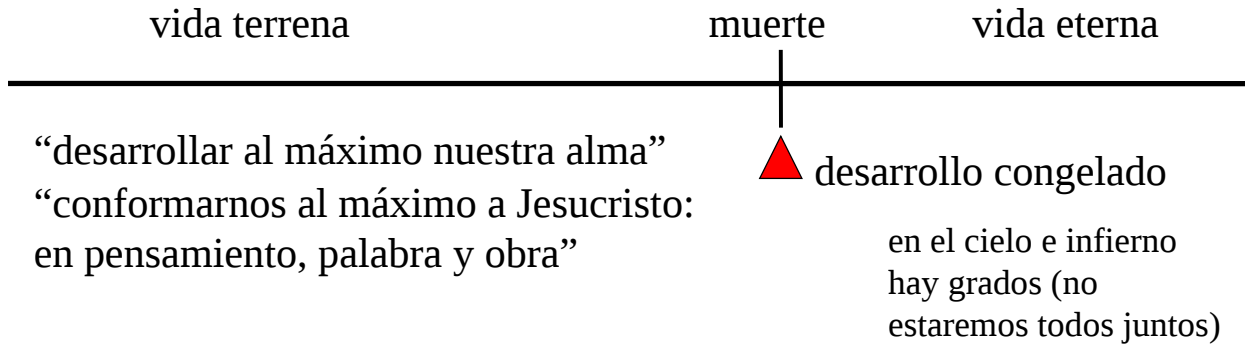 vida terrena
muerte
vida eterna
“desarrollar al máximo nuestra alma”
“conformarnos al máximo a Jesucristo:
en pensamiento, palabra y obra”
desarrollo congelado
en el cielo e infierno
hay grados (no
estaremos todos juntos)